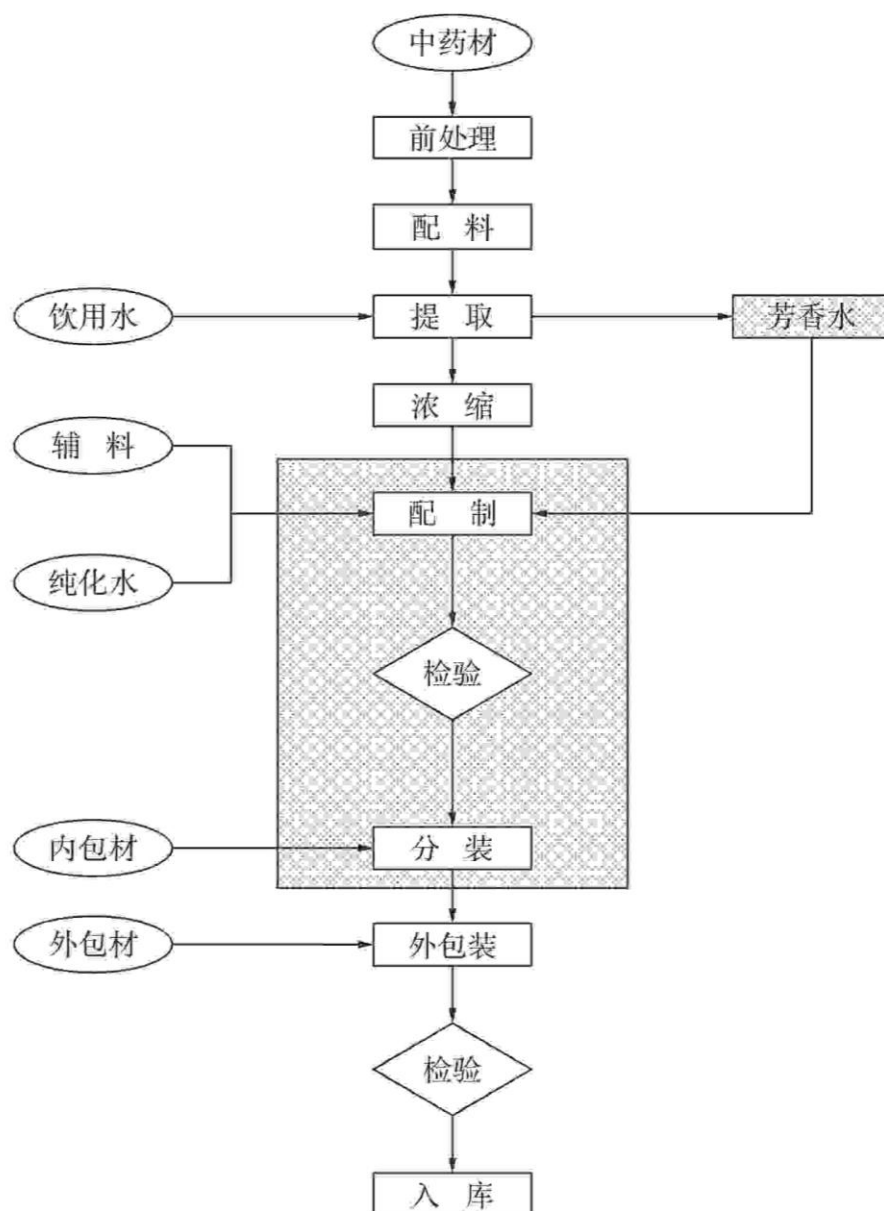 中药材
前处理
配 料
饮用水
提 取
芳香水
浓 缩
辅 料
配 制
纯化水
检验
内包材
分 装
外包材
外包装
检验
入 库